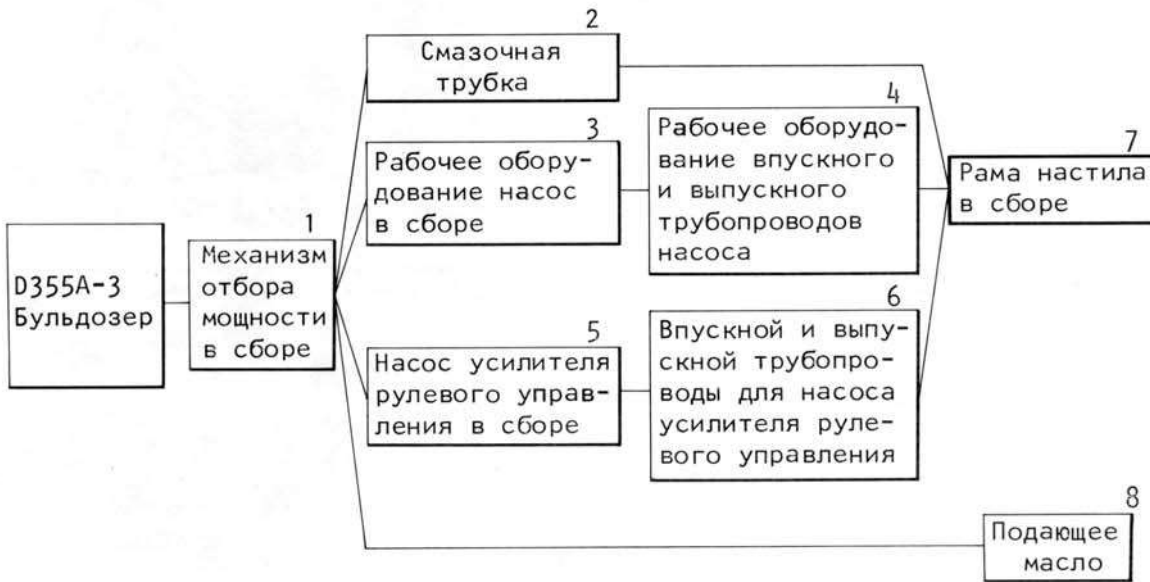 D355A-3
Бульдозер
1
Механизм
отбора
мощности
в сборе
2
Смазочная
трубка
3
Рабочее обору-
дование насос
в сборе
4
Рабочее оборудо-
вание впускного
и выпускного
трубопроводов
насоса
5
Насос усилителя
рулевого управ-
ления в сборе
6
Впускной и выпу-
скной трубопро-
воды для насоса
усилителя руле-
вого управления
7
Рама настила
в сборе
8
Подающее
масло